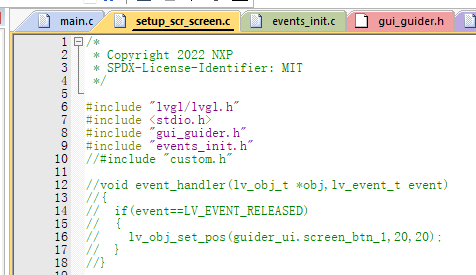 main.c setup_scr_screen.c events_init.c gui_guider.h
1 /*
2 * Copyright 2022 NXP
3 * SPDX-License-Identifier: MIT
4 */
5
6 #include "lvgl/lvgl.h"
7 #include <stdio.h>
8 #include "gui_guider.h"
9 #include "events_init.h"
10 //#include "custom.h"
11
12 //void event_handler(lv_obj_t *obj,lv_event_t event)
13 //{
14 // if(event==LV_EVENT_RELEASED)
15 // {
16 // lv_obj_set_pos(guider_ui.screen_btn_1,20,20);
17 // }
18 //}